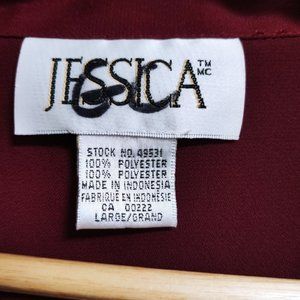 JESSICA
TM
MC
STOCK NO. 49531
100% POLYESTER
100% POLYESTER
MADE IN INDONESIA
FABRIQUÉ EN INDONÉSIE
CA 00222
LARGE/GRAND